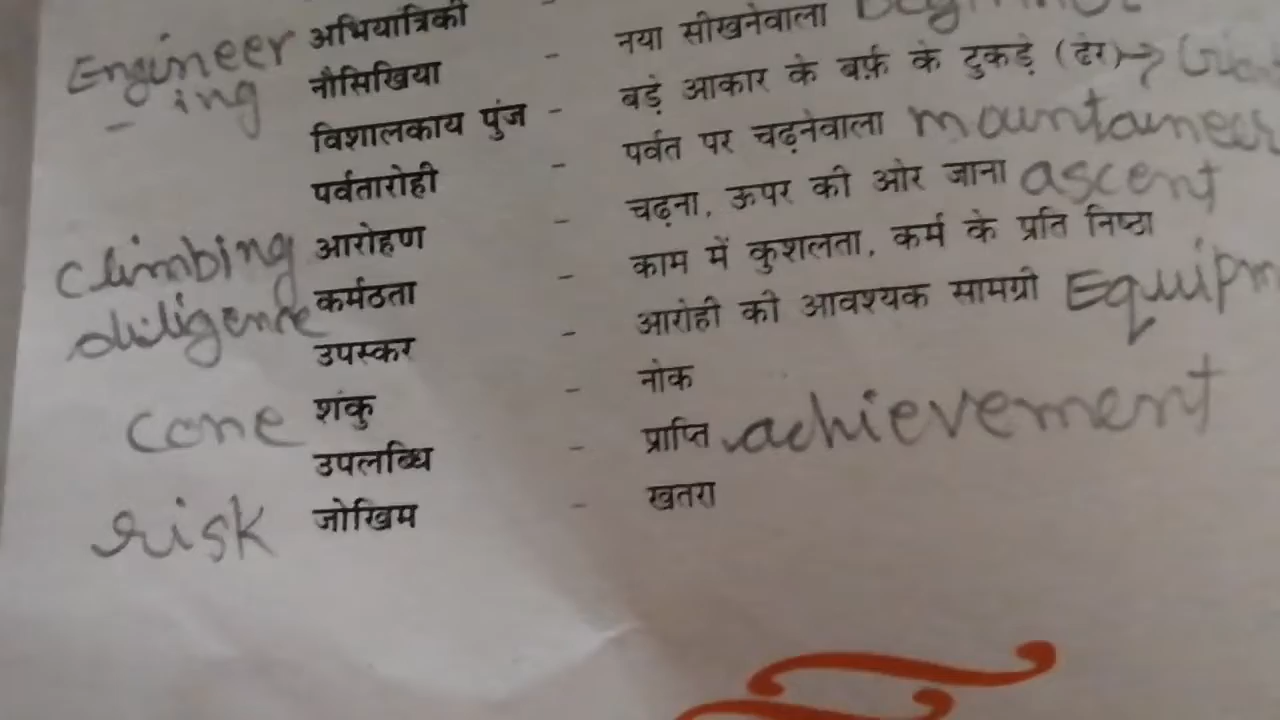 Engineer अभियांत्रिकी -
ing नौसिखिया - नया सीखनेवाला
विशालकाय पुंज - बड़े आकार के बर्फ़ के टुकड़े (ढेर) →
पर्वतारोही - पर्वत पर चढ़नेवाला mountaineer
climbing आरोहण - चढ़ना, ऊपर की ओर जाना ascent
diligence कर्मठता - काम में कुशलता, कर्म के प्रति निष्ठा
उपस्कर - आरोही की आवश्यक सामग्री Equipm
cone शंकु - नोक
उपलब्धि - प्राप्ति achievement
risk जोखिम - खतरा